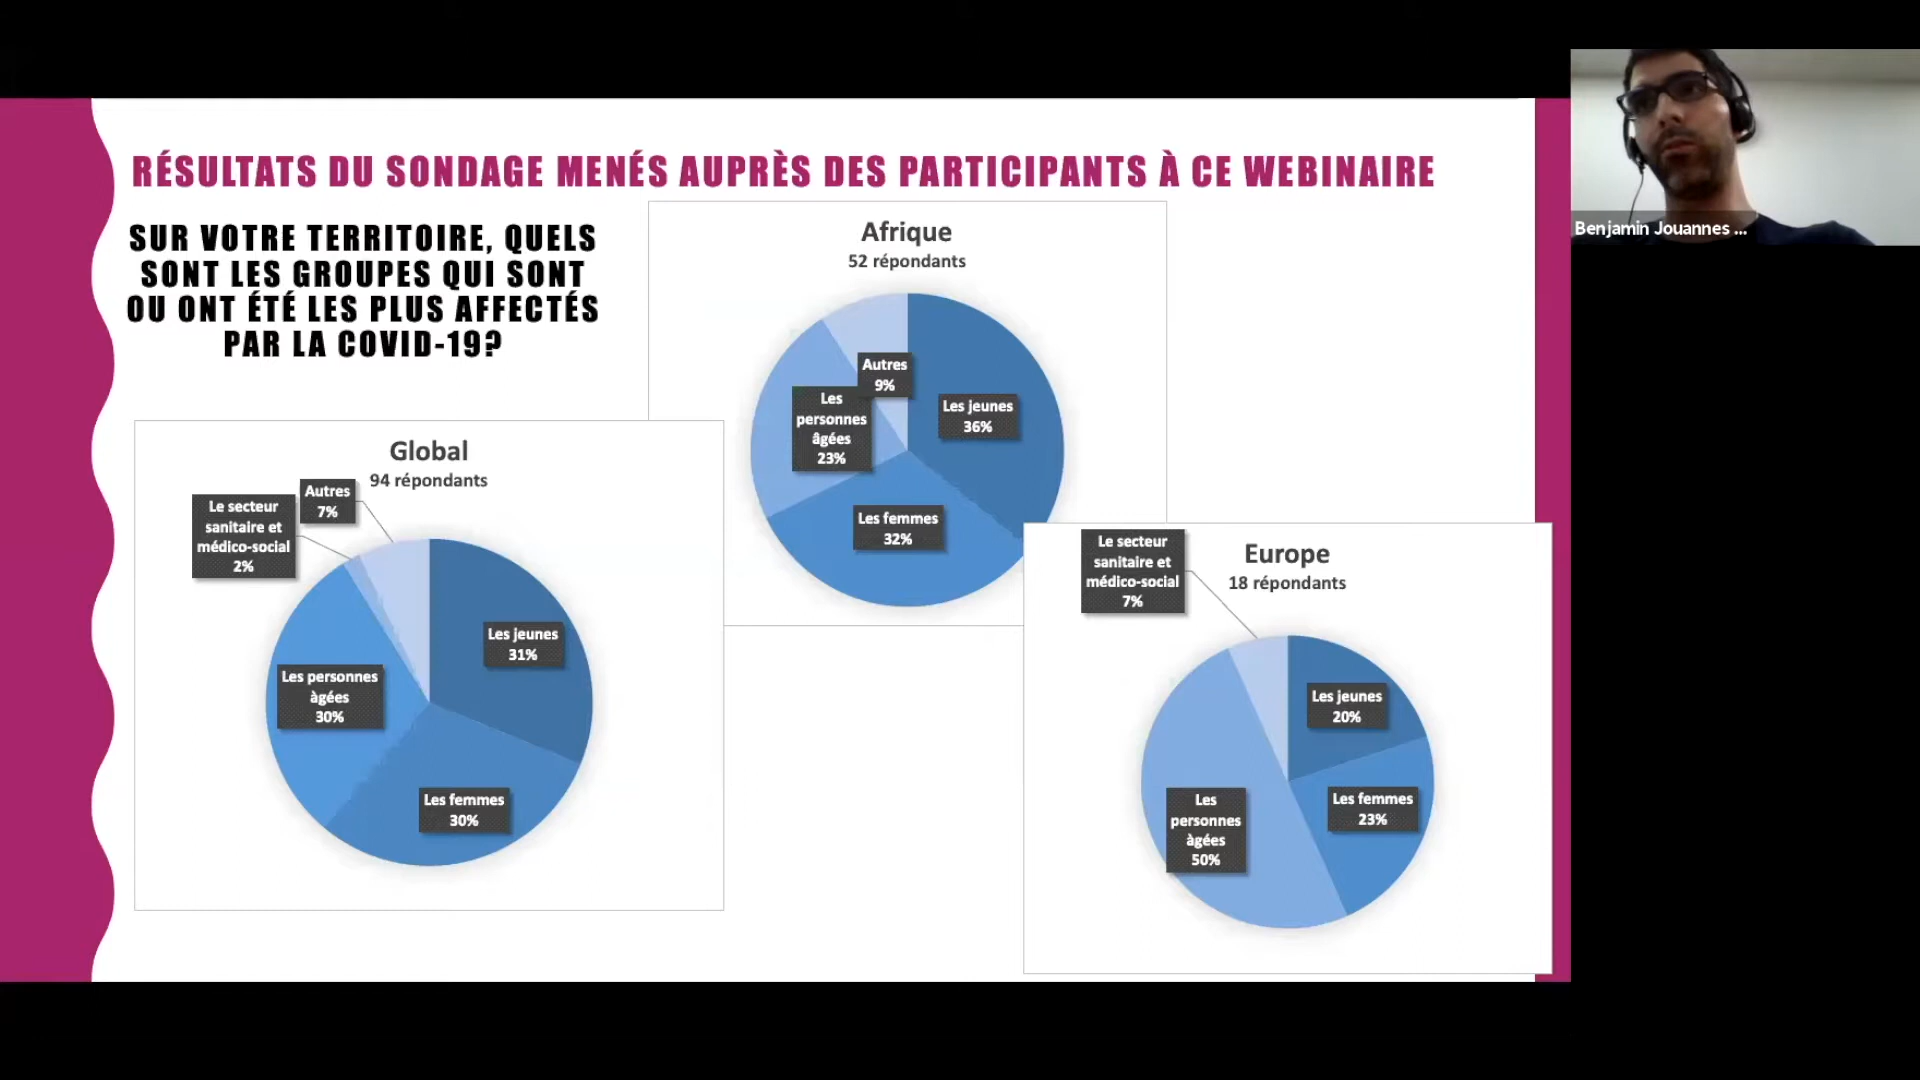 RÉSULTATS DU SONDAGE MENÉS AUPRÈS DES PARTICIPANTS À CE WEBINAIRE
SUR VOTRE TERRITOIRE, QUELS
SONT LES GROUPES QUI SONT
OU ONT ÉTÉ LES PLUS AFFECTÉS
PAR LA COVID-19?
Afrique
52 répondants
Autres
9%
Les jeunes
36%
Les
personnes
âgées
23%
Les femmes
32%
Global
94 répondants
Autres
7%
Le secteur
sanitaire et
médico-social
2%
Les jeunes
31%
Les personnes
àgées
30%
Les femmes
30%
Europe
18 répondants
Le secteur
sanitaire et
médico-social
7%
Les jeunes
20%
Les femmes
23%
Les
personnes
àgées
50%
Benjamin Jouannes ...